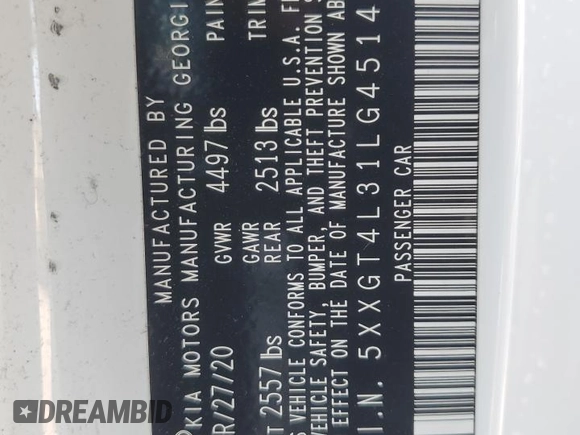 MANUFACTURED BY
KIA MOTORS MANUFACTURING GEORGI
R/27/20 GVWR 4497 lbs PAIN
T 2557 lbs GAWR REAR 2513 lbs TRIM
S VEHICLE CONFORMS TO ALL APPLICABLE U.S.A. F
VEHICLE SAFETY, BUMPER, AND THEFT PREVENTION S
EFFECT ON THE DATE OF MANUFACTURE SHOWN AB
I.N. 5XXGT4L31LG4514
PASSENGER CAR
DREAMBID